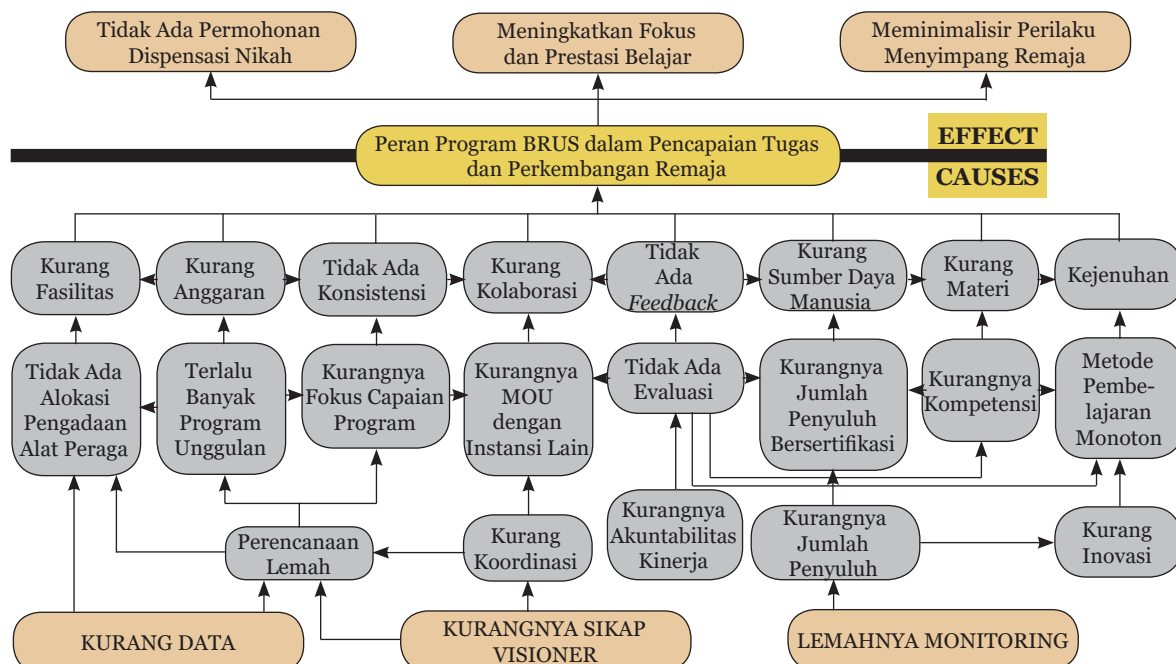 Tidak Ada Permohonan
Dispensasi Nikah
Meningkatkan Fokus
dan Prestasi Belajar
Meminimalisir Perilaku
Menyimpang Remaja
Peran Program BRUS dalam Pencapaian Tugas
dan Perkembangan Remaja
EFFECT
CAUSES
Kurang
Fasilitas
Kurang
Anggaran
Tidak Ada
Konsistensi
Kurang
Kolaborasi
Tidak
Ada
Feedback
Kurang
Sumber Daya
Manusia
Kurang
Materi
Kejenuhan
Tidak Ada
Alokasi
Pengadaan
Alat Peraga
Terlalu
Banyak
Program
Unggulan
Kurangnya
Fokus Capaian
Program
Kurangnya
MOU
dengan
Instansi Lain
Tidak Ada
Evaluasi
Kurangnya
Jumlah
Penyuluh
Bersertifikasi
Kurangnya
Kompetensi
Metode
Pembe-
lajaran
Monoton
Perencanaan
Lemah
Kurang
Koordinasi
Kurangnya
Akuntabilitas
Kinerja
Kurangnya
Jumlah
Penyuluh
Kurang
Inovasi
KURANG DATA
KURANGNYA SIKAP
VISIONER
LEMAHNYA MONITORING